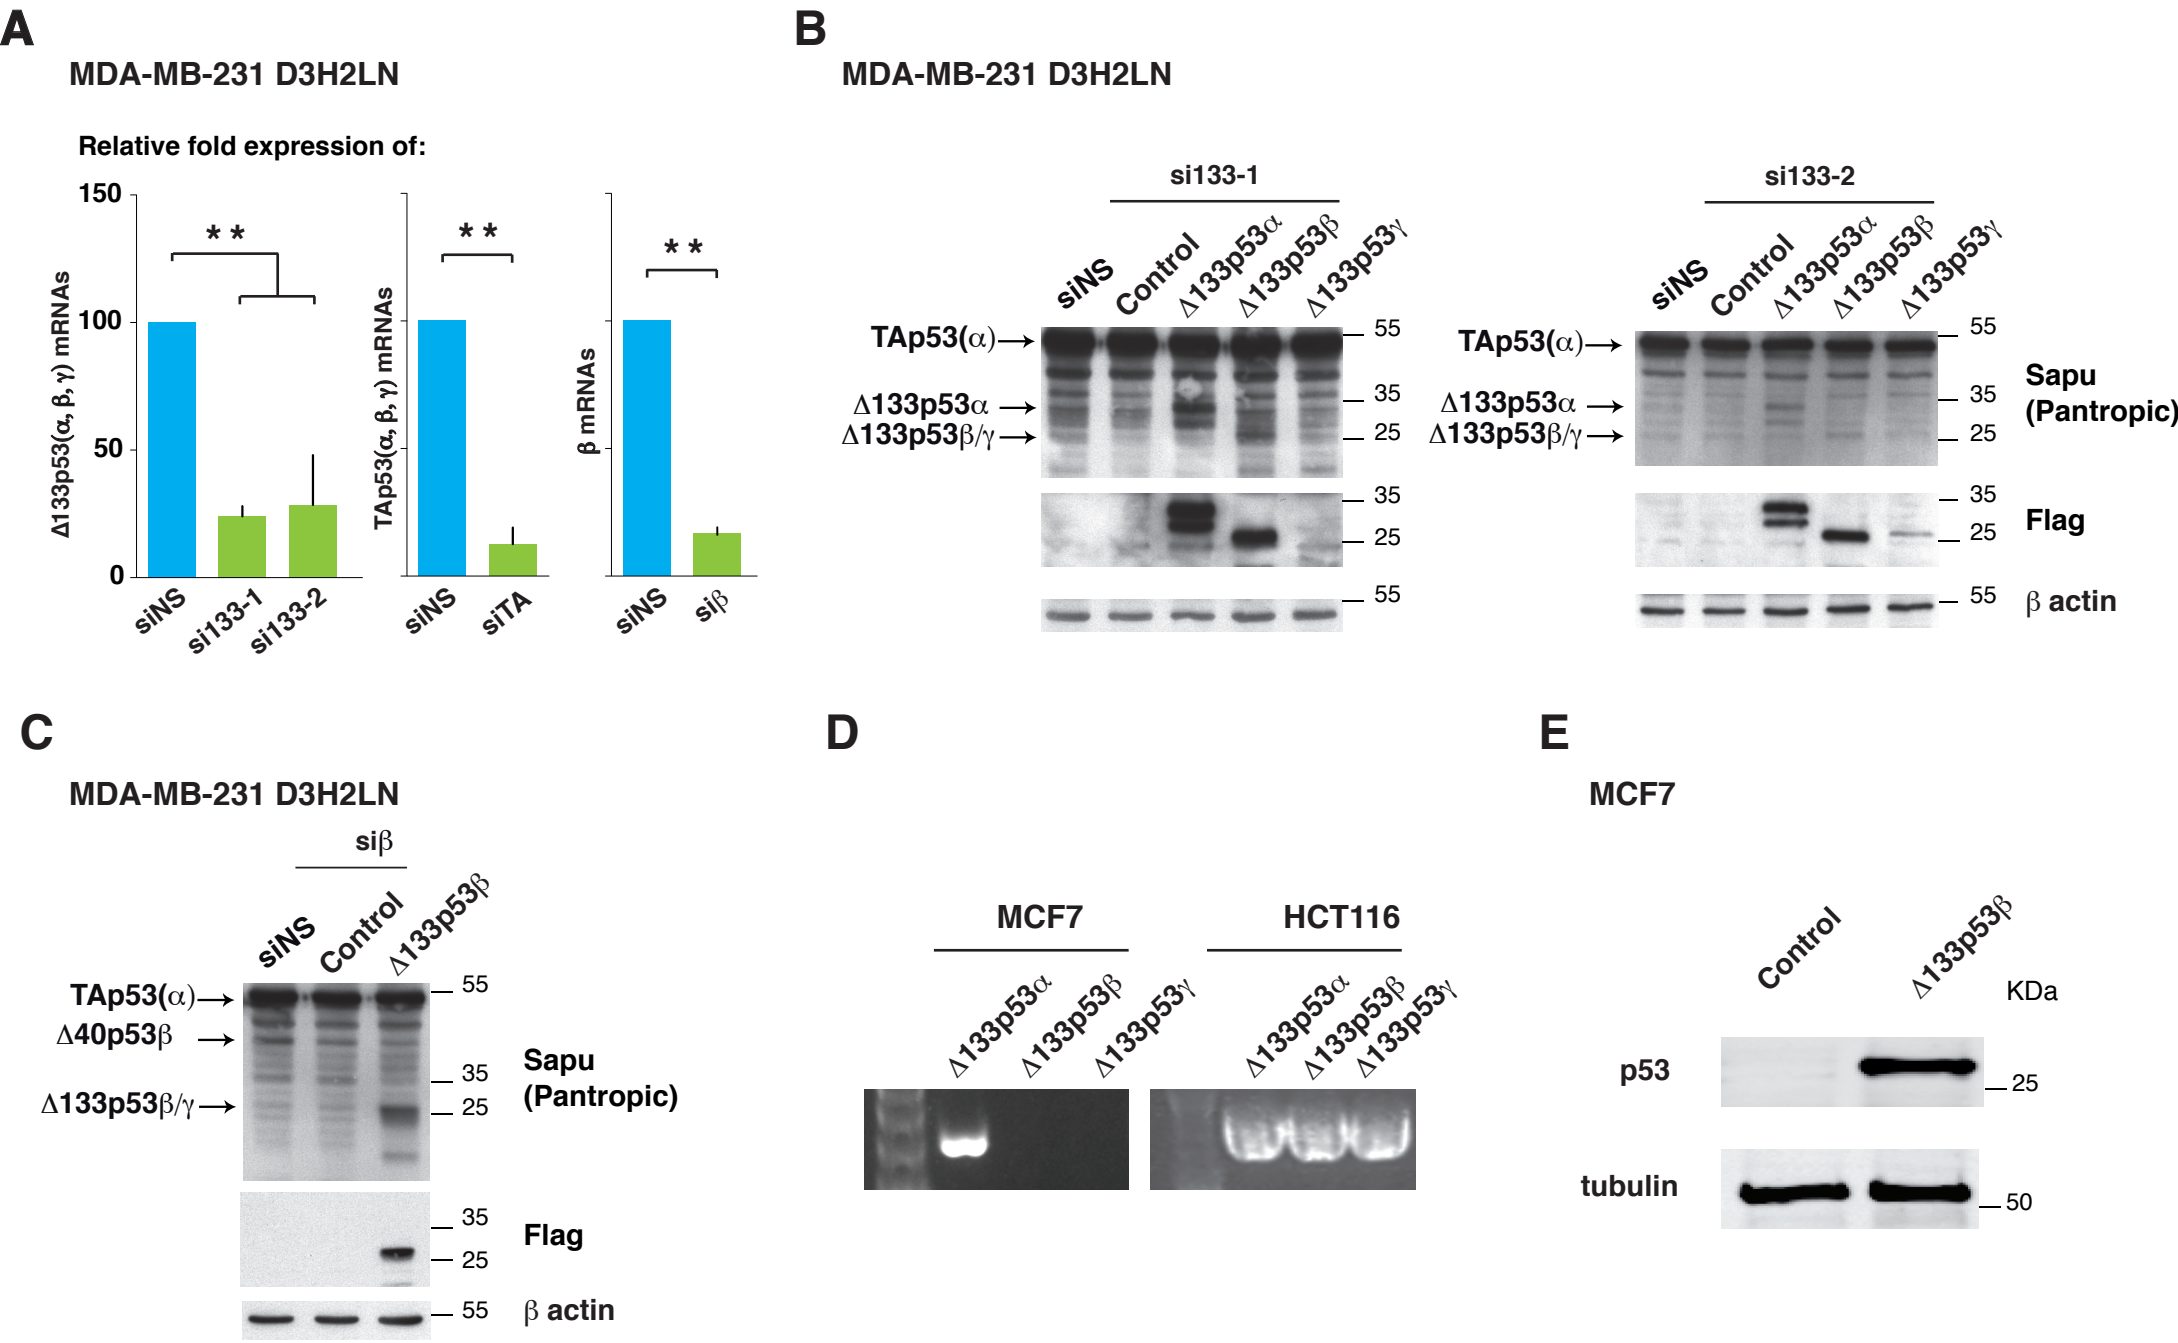 A
MDA-MB-231 D3H2LN
Relative fold expression of:
Δ133p53(α, β, γ) mRNAs
150
100
50
0
* *
siNS
si133-1
si133-2
TAp53(α, β, γ) mRNAs
* *
siNS
siTA
β mRNAs
* *
siNS
siβ
B
MDA-MB-231 D3H2LN
si133-1
siNS
Control
Δ133p53α
Δ133p53β
Δ133p53γ
TAp53(α)
Δ133p53α
Δ133p53β/γ
55
35
25
35
25
55
si133-2
siNS
Control
Δ133p53α
Δ133p53β
Δ133p53γ
TAp53(α)
Δ133p53α
Δ133p53β/γ
55
35
25
Sapu
(Pantropic)
35
25
Flag
55
β actin
C
MDA-MB-231 D3H2LN
siβ
siNS
Control
Δ133p53β
TAp53(α)
Δ40p53β
Δ133p53β/γ
55
35
25
Sapu
(Pantropic)
35
25
Flag
55
β actin
D
MCF7
Δ133p53α
Δ133p53β
Δ133p53γ
HCT116
Δ133p53α
Δ133p53β
Δ133p53γ
E
MCF7
Control
Δ133p53β
KDa
p53
25
tubulin
50